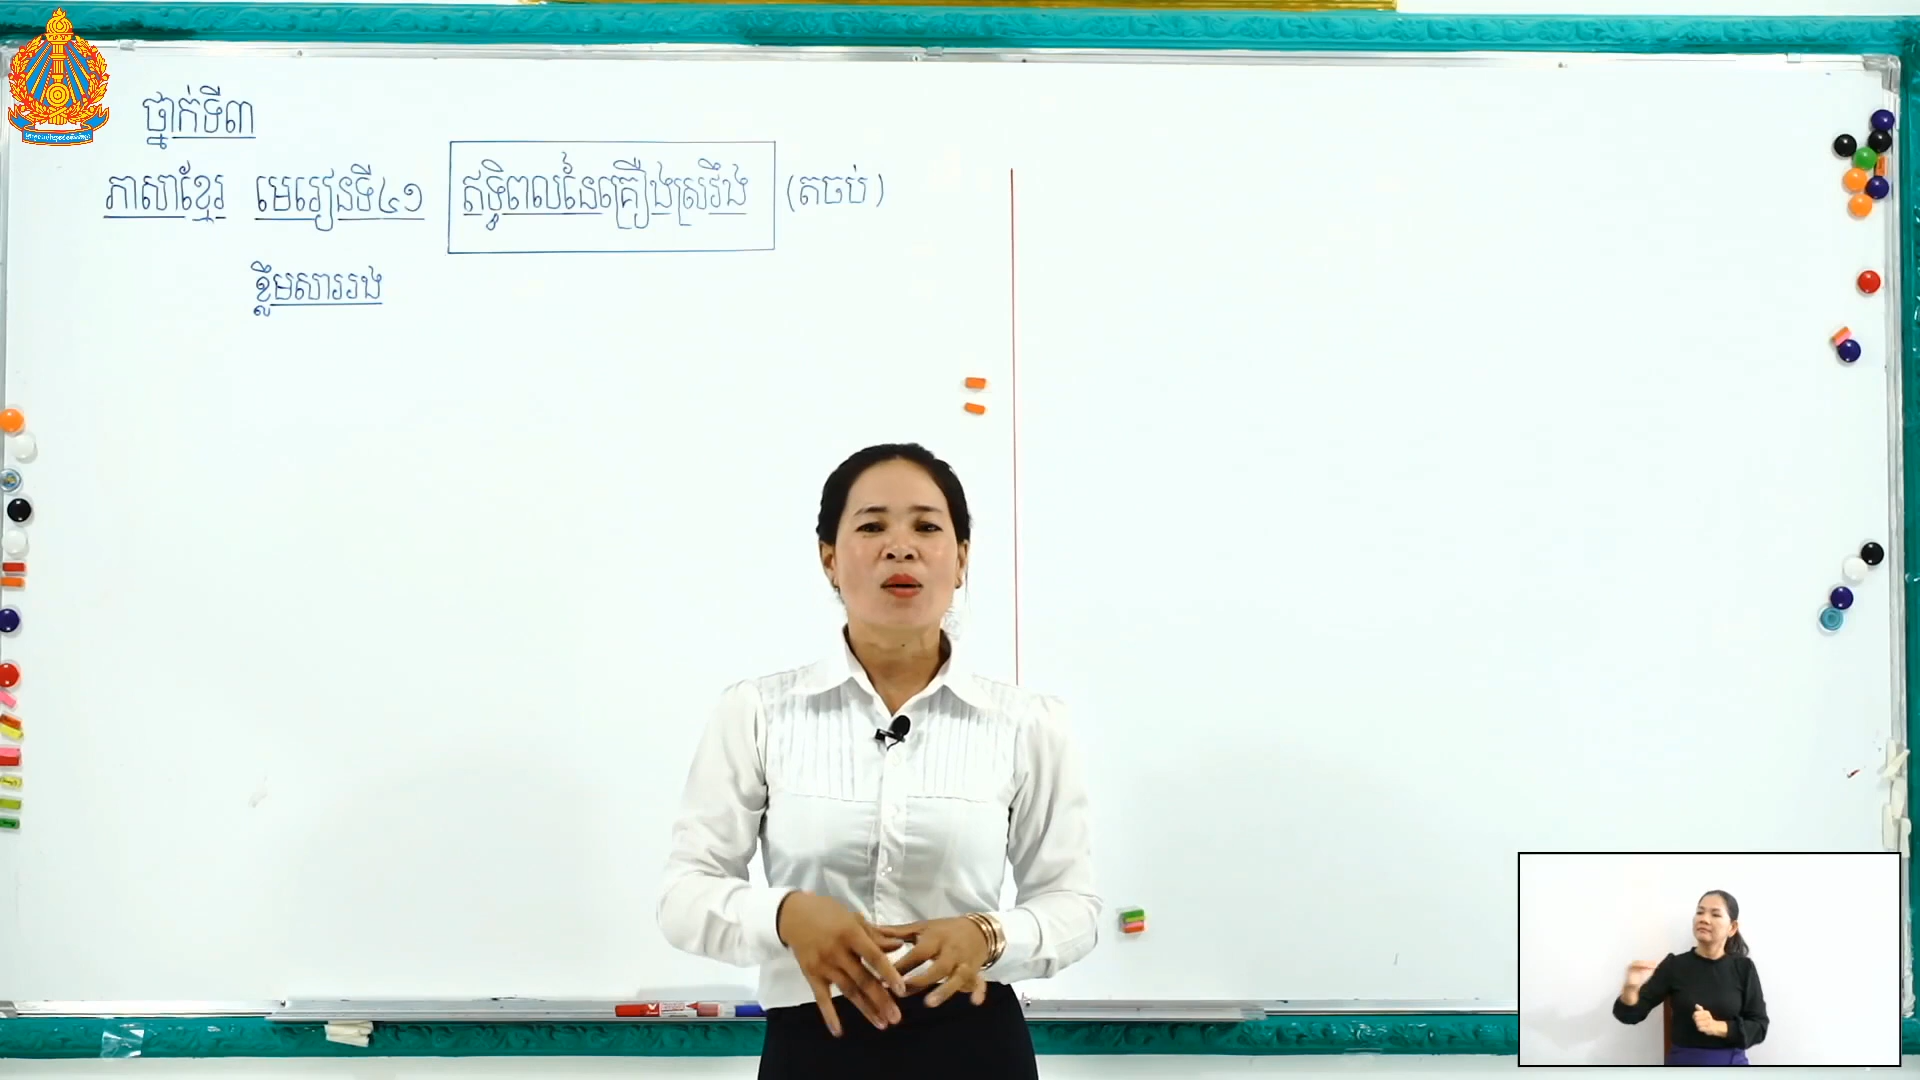 ថ្នាក់ទី៣
ភាសាខ្មែរ មេរៀនទី៤១ ឥទ្ធិពលនៃគ្រឿងស្រវឹង (តចប់)
ខ្លឹមសាររង